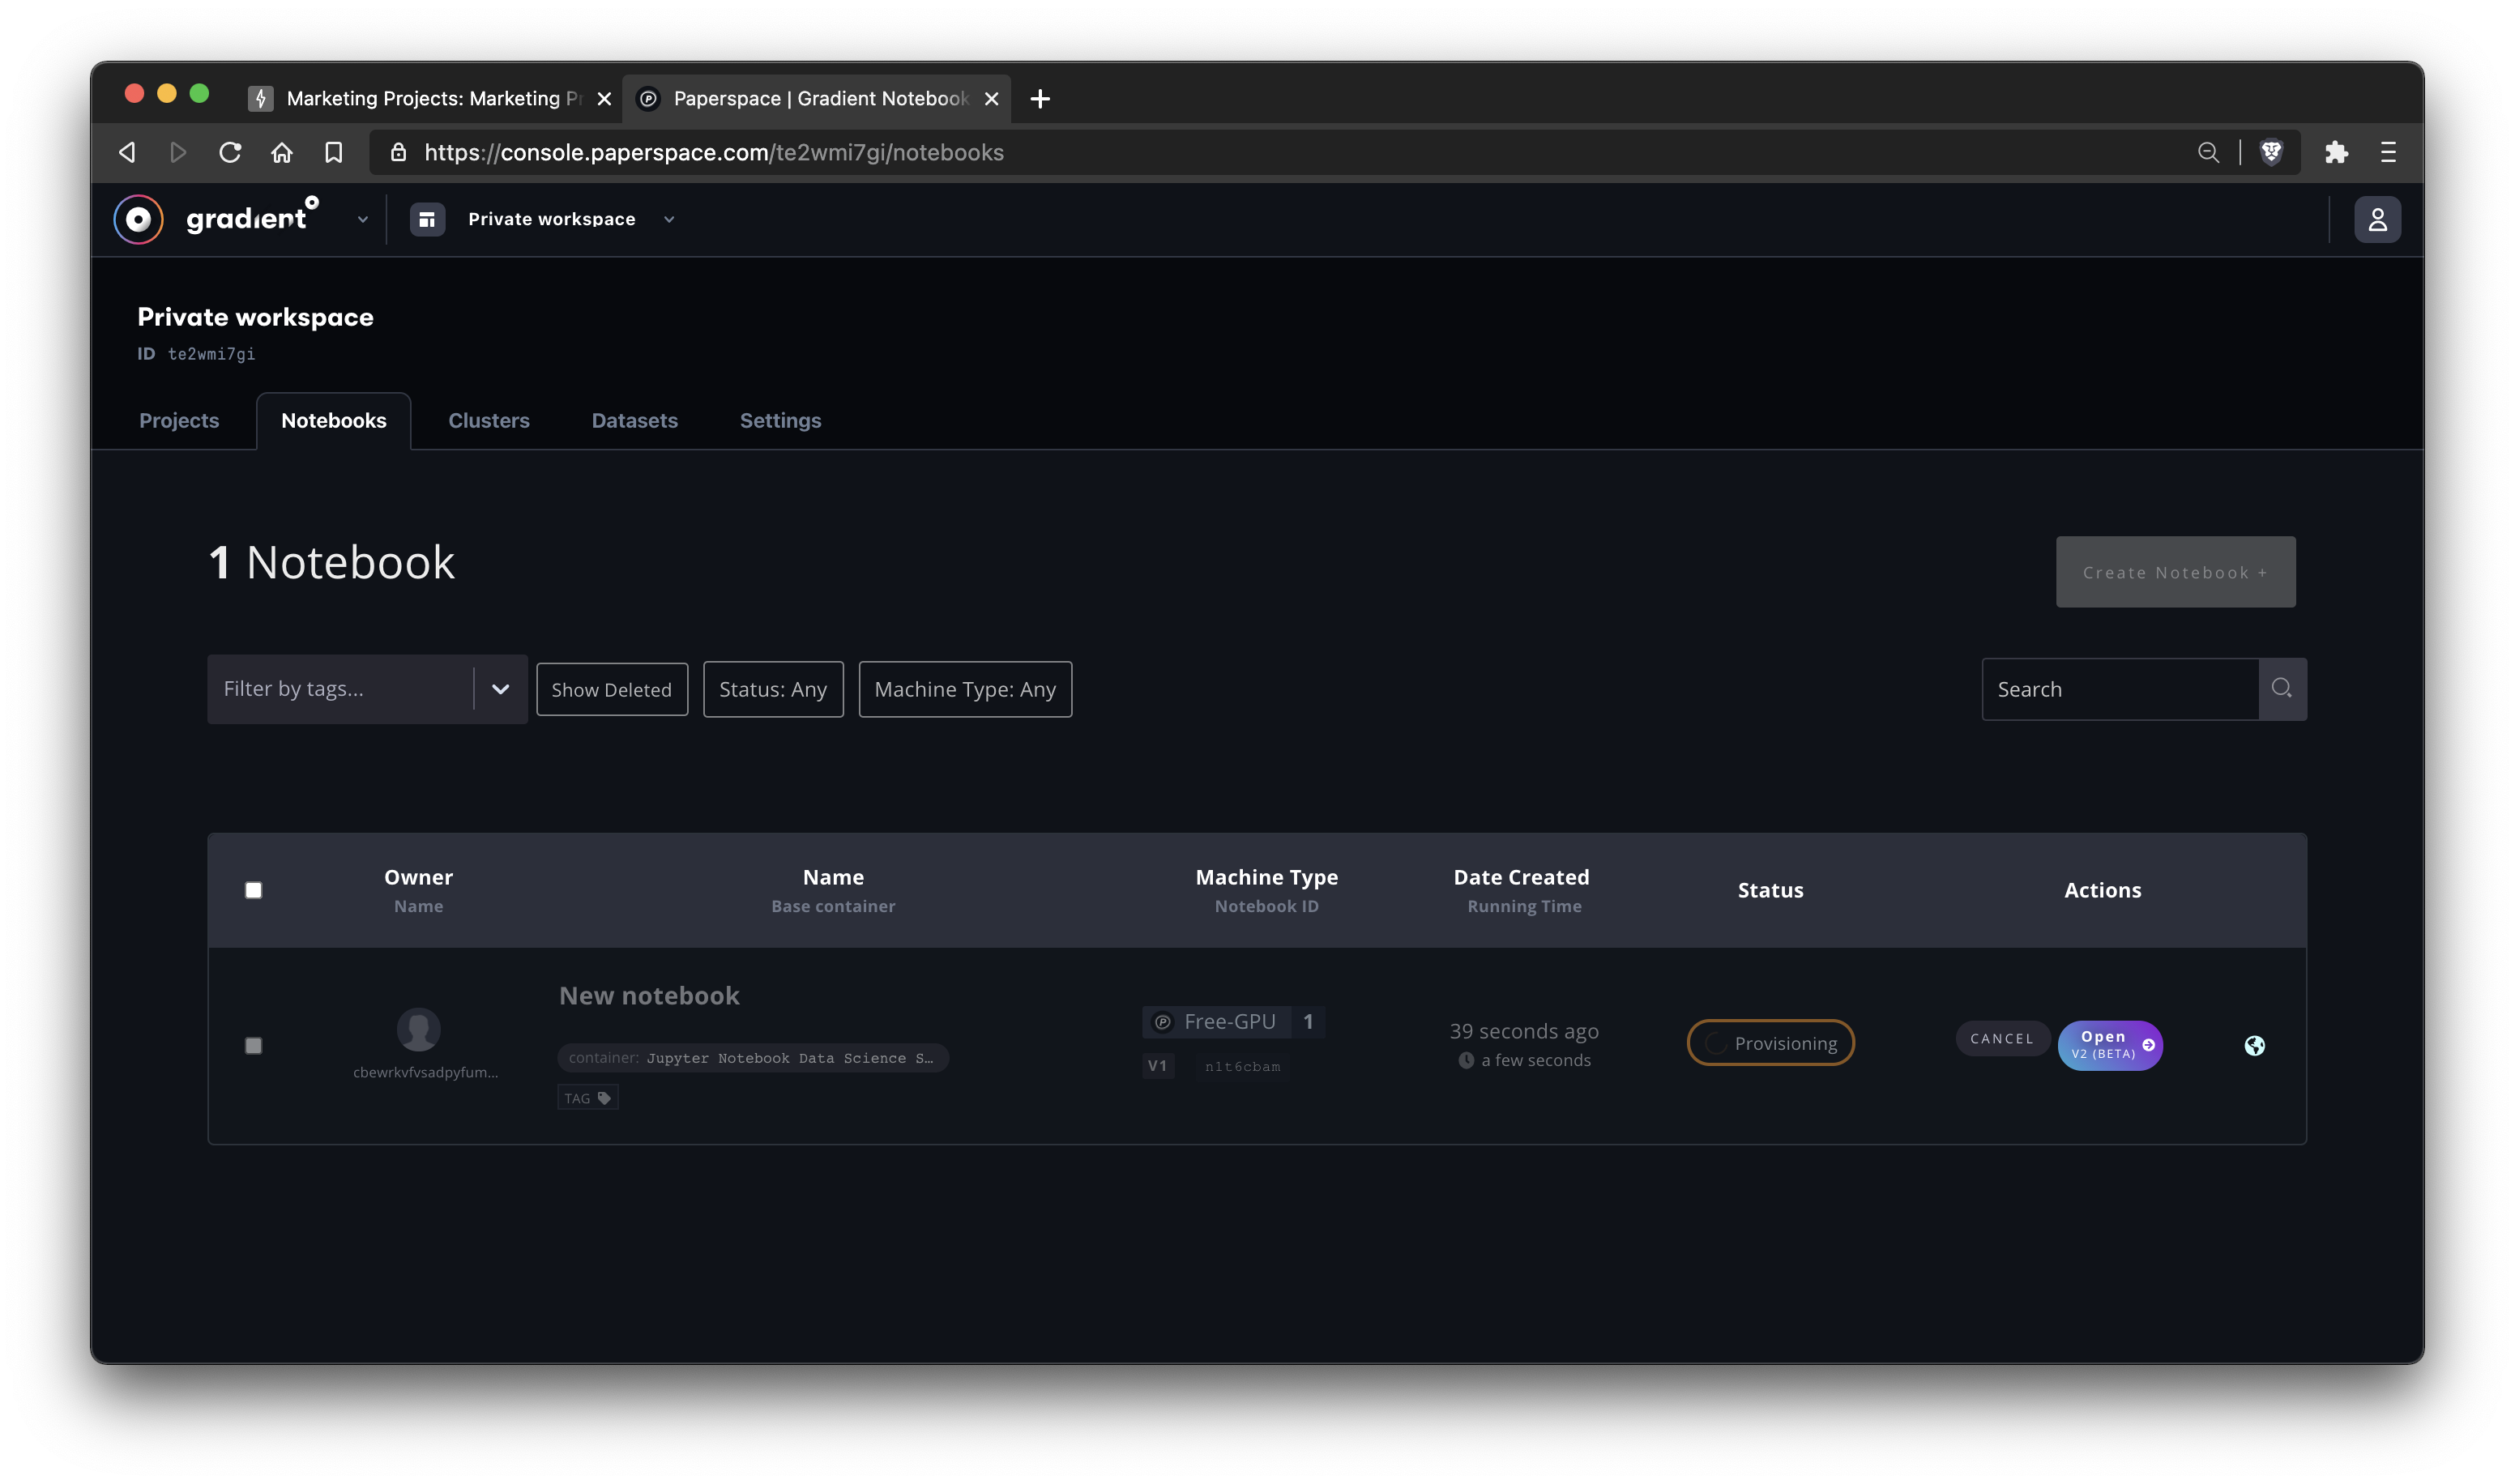 Marketing Projects: Marketing Pr
Paperspace | Gradient Notebook
https://console.paperspace.com/te2wmi7gi/notebooks
gradient
Private workspace
Private workspace
ID te2wmi7gi
Projects Notebooks Clusters Datasets Settings
1 Notebook
Create Notebook +
Filter by tags...
Show Deleted
Status: Any
Machine Type: Any
Search
Owner Name Machine Type Date Created Status Actions
Name Base container Notebook ID Running Time
New notebook
Free-GPU 1
39 seconds ago
Provisioning
CANCEL
Open
V2 (BETA)
container: Jupyter Notebook Data Science S…
a few seconds
V1 nlt6cbam
cbewrkvfvsadpyfum...
TAG